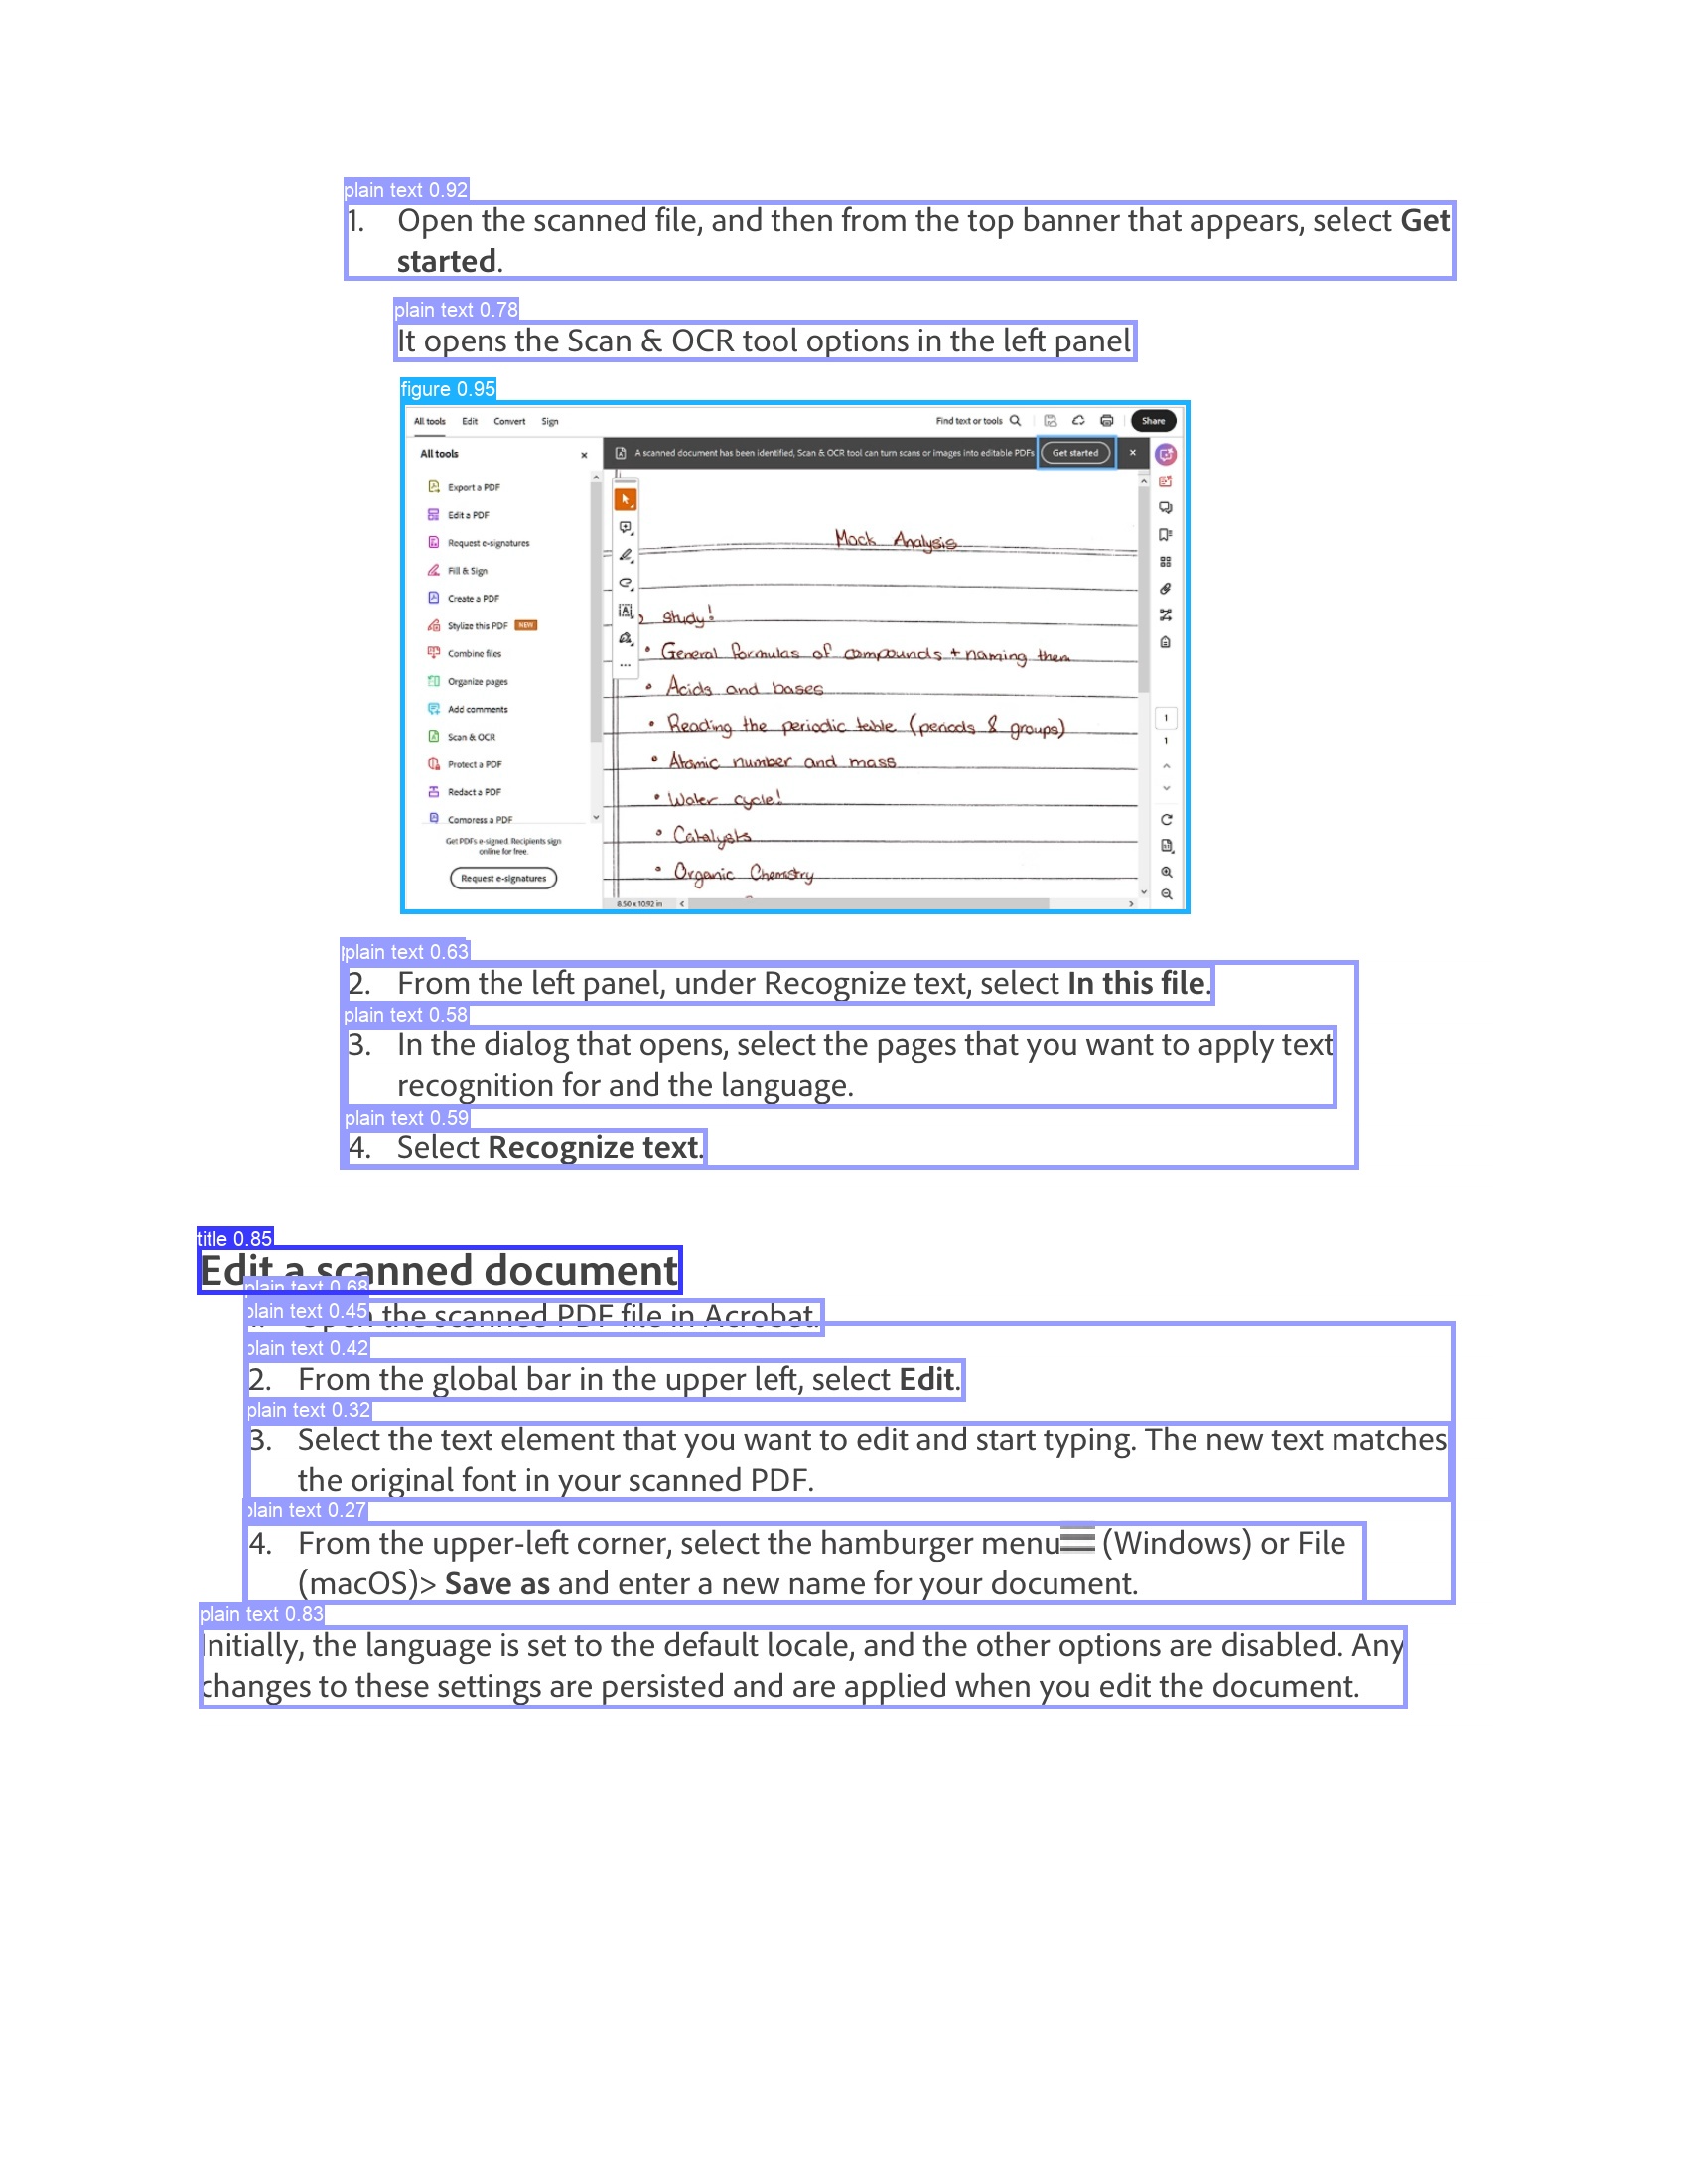 plain text 0.92
1. Open the scanned file, and then from the top banner that appears, select Get
started.
plain text 0.78
It opens the Scan & OCR tool options in the left panel
figure 0.95
All tools Edit Convert Sign Find text or tools Share
All tools
A scanned document has been identified, Scan & OCR tool can turn scans or images into editable PDFs Get started
Export a PDF
Edit a PDF
Request e-signatures
Fill & Sign
Create a PDF
Stylize this PDF NEW
Combine files
Organize pages
Add comments
Scan & OCR
Protect a PDF
Redact a PDF
Compress a PDF
Get PDFs e-signed. Recipients sign
online for free.
Request e-signatures
Mock Analysis
study!
• General formulas of compounds + naming them
• Acids and bases
• Reading the periodic table (periods & groups)
• Atomic number and mass
• Water cycle!
• Catalysts
• Organic Chemstry
8.50 x 10.92 in
1
1
plain text 0.63
2. From the left panel, under Recognize text, select In this file.
plain text 0.58
3. In the dialog that opens, select the pages that you want to apply text
recognition for and the language.
plain text 0.59
4. Select Recognize text.
title 0.85
Edit a scanned document
plain text 0.68
plain text 0.45
Open the scanned PDF file in Acrobat.
plain text 0.42
2. From the global bar in the upper left, select Edit.
plain text 0.32
3. Select the text element that you want to edit and start typing. The new text matches
the original font in your scanned PDF.
plain text 0.27
4. From the upper-left corner, select the hamburger menu (Windows) or File
(macOS)> Save as and enter a new name for your document.
plain text 0.83
Initially, the language is set to the default locale, and the other options are disabled. Any
changes to these settings are persisted and are applied when you edit the document.